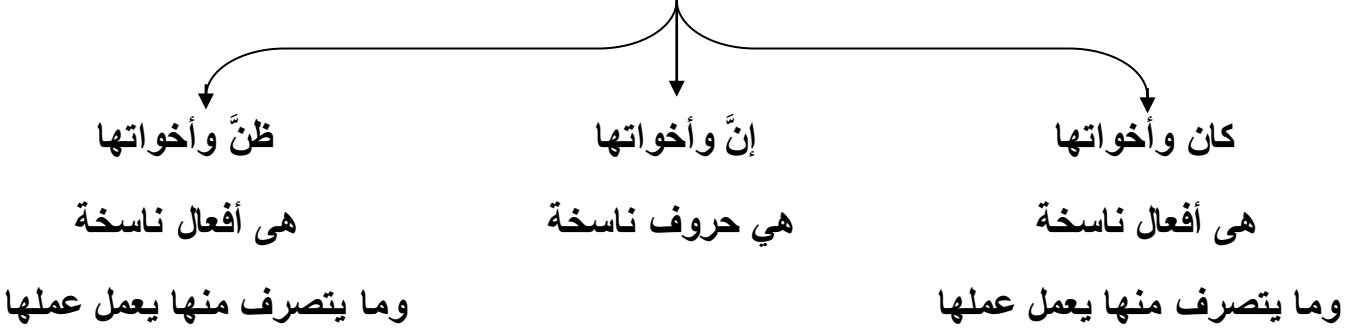 كان وأخواتها
إنَّ وأخواتها
ظنَّ وأخواتها
هى أفعال ناسخة
هي حروف ناسخة
هى أفعال ناسخة
وما يتصرف منها يعمل عملها
وما يتصرف منها يعمل عملها